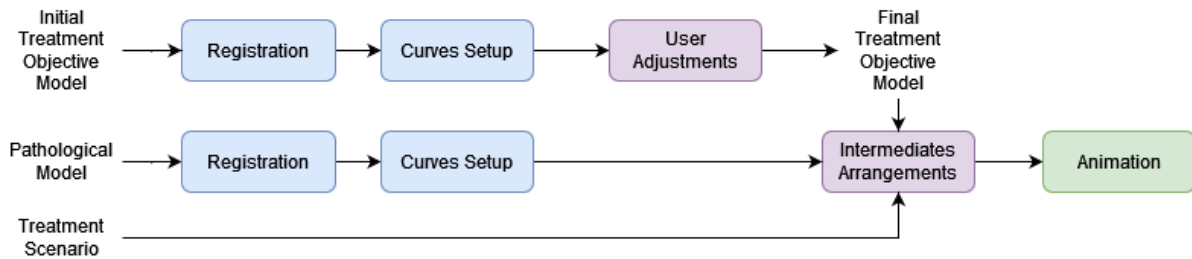 Initial
Treatment
Objective
Model
Registration
Curves Setup
User
Adjustments
Final
Treatment
Objective
Model
Pathological
Model
Registration
Curves Setup
Intermediates
Arrangements
Animation
Treatment
Scenario